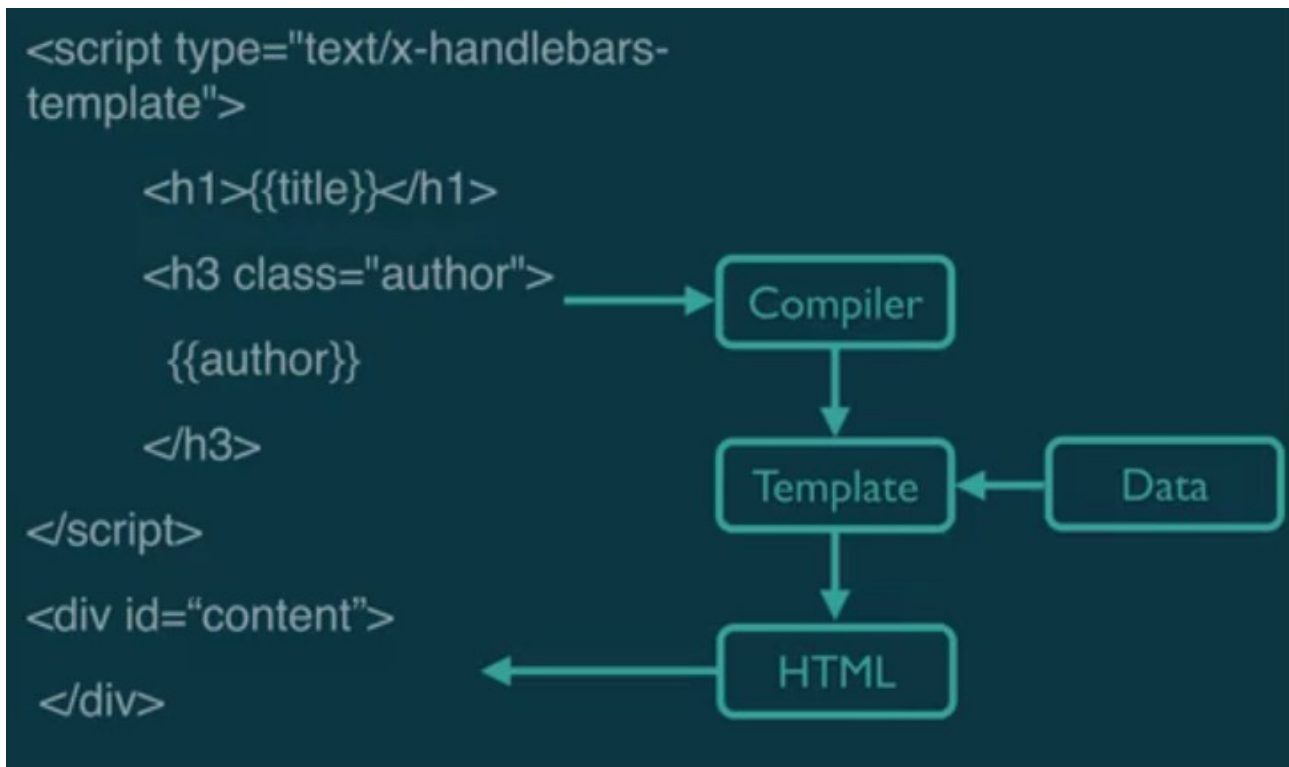 <script type="text/x-handlebars-
template">
<h1>{{title}}</h1>
<h3 class="author">
{{author}}
</h3>
</script>
<div id=“content”>
</div>
Compiler
Template
Data
HTML